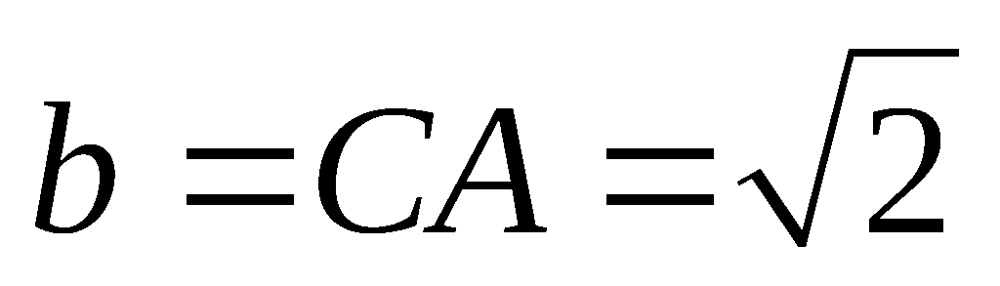 b = CA = √2